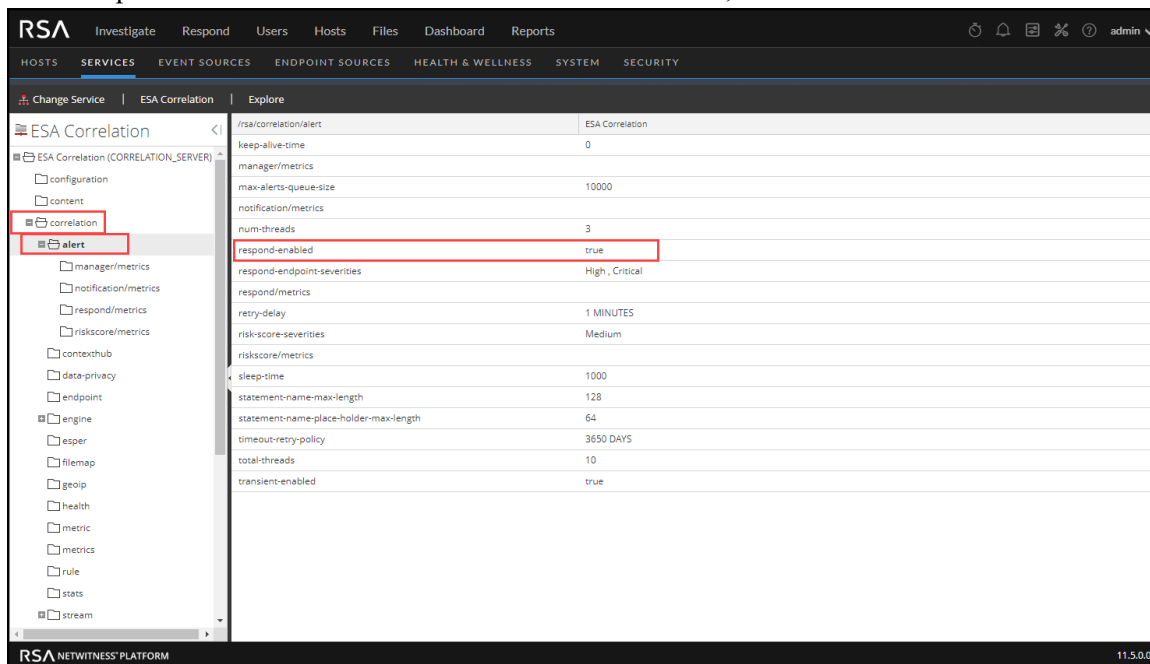 RSA Investigate Respond Users Hosts Files Dashboard Reports admin
HOSTS SERVICES EVENT SOURCES ENDPOINT SOURCES HEALTH & WELLNESS SYSTEM SECURITY
Change Service | ESA Correlation | Explore
ESA Correlation
ESA Correlation (CORRELATION_SERVER)
configuration
content
correlation
alert
manager/metrics
notification/metrics
respond/metrics
riskscore/metrics
contexthub
data-privacy
endpoint
engine
esper
filemap
geoip
health
metric
metrics
rule
stats
stream
/rsa/correlation/alert ESA Correlation
keep-alive-time 0
manager/metrics
max-alerts-queue-size 10000
notification/metrics
num-threads 3
respond-enabled true
respond-endpoint-severities High , Critical
respond/metrics
retry-delay 1 MINUTES
risk-score-severities Medium
riskscore/metrics
sleep-time 1000
statement-name-max-length 128
statement-name-place-holder-max-length 64
timeout-retry-policy 3650 DAYS
total-threads 10
transient-enabled true
RSA NETWITNESS® PLATFORM 11.5.0.0